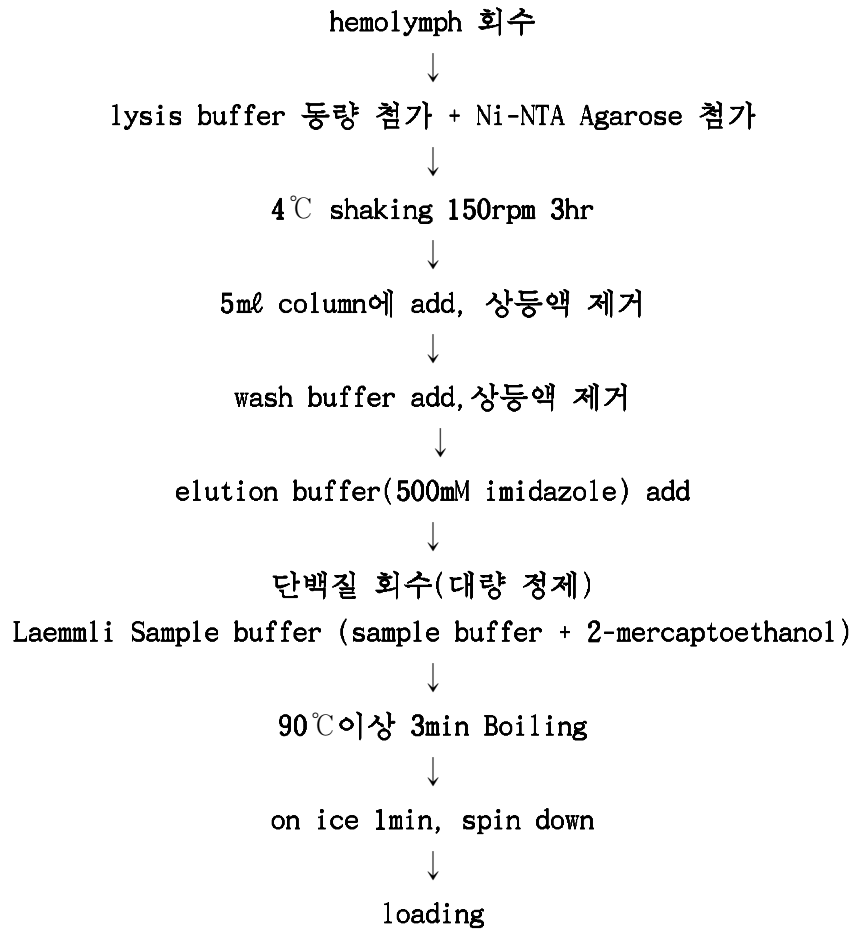 hemolymph 회수
↓
lysis buffer 동량 첨가 + Ni-NTA Agarose 첨가
↓
4℃ shaking 150rpm 3hr
↓
5㎖ column에 add, 상등액 제거
↓
wash buffer add,상등액 제거
↓
elution buffer(500mM imidazole) add
↓
단백질 회수(대량 정제)
Laemmli Sample buffer (sample buffer + 2-mercaptoethanol)
↓
90℃이상 3min Boiling
↓
on ice 1min, spin down
↓
loading